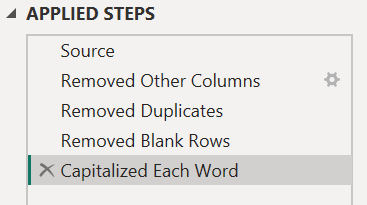 APPLIED STEPS
Source
Removed Other Columns
Removed Duplicates
Removed Blank Rows
Capitalized Each Word